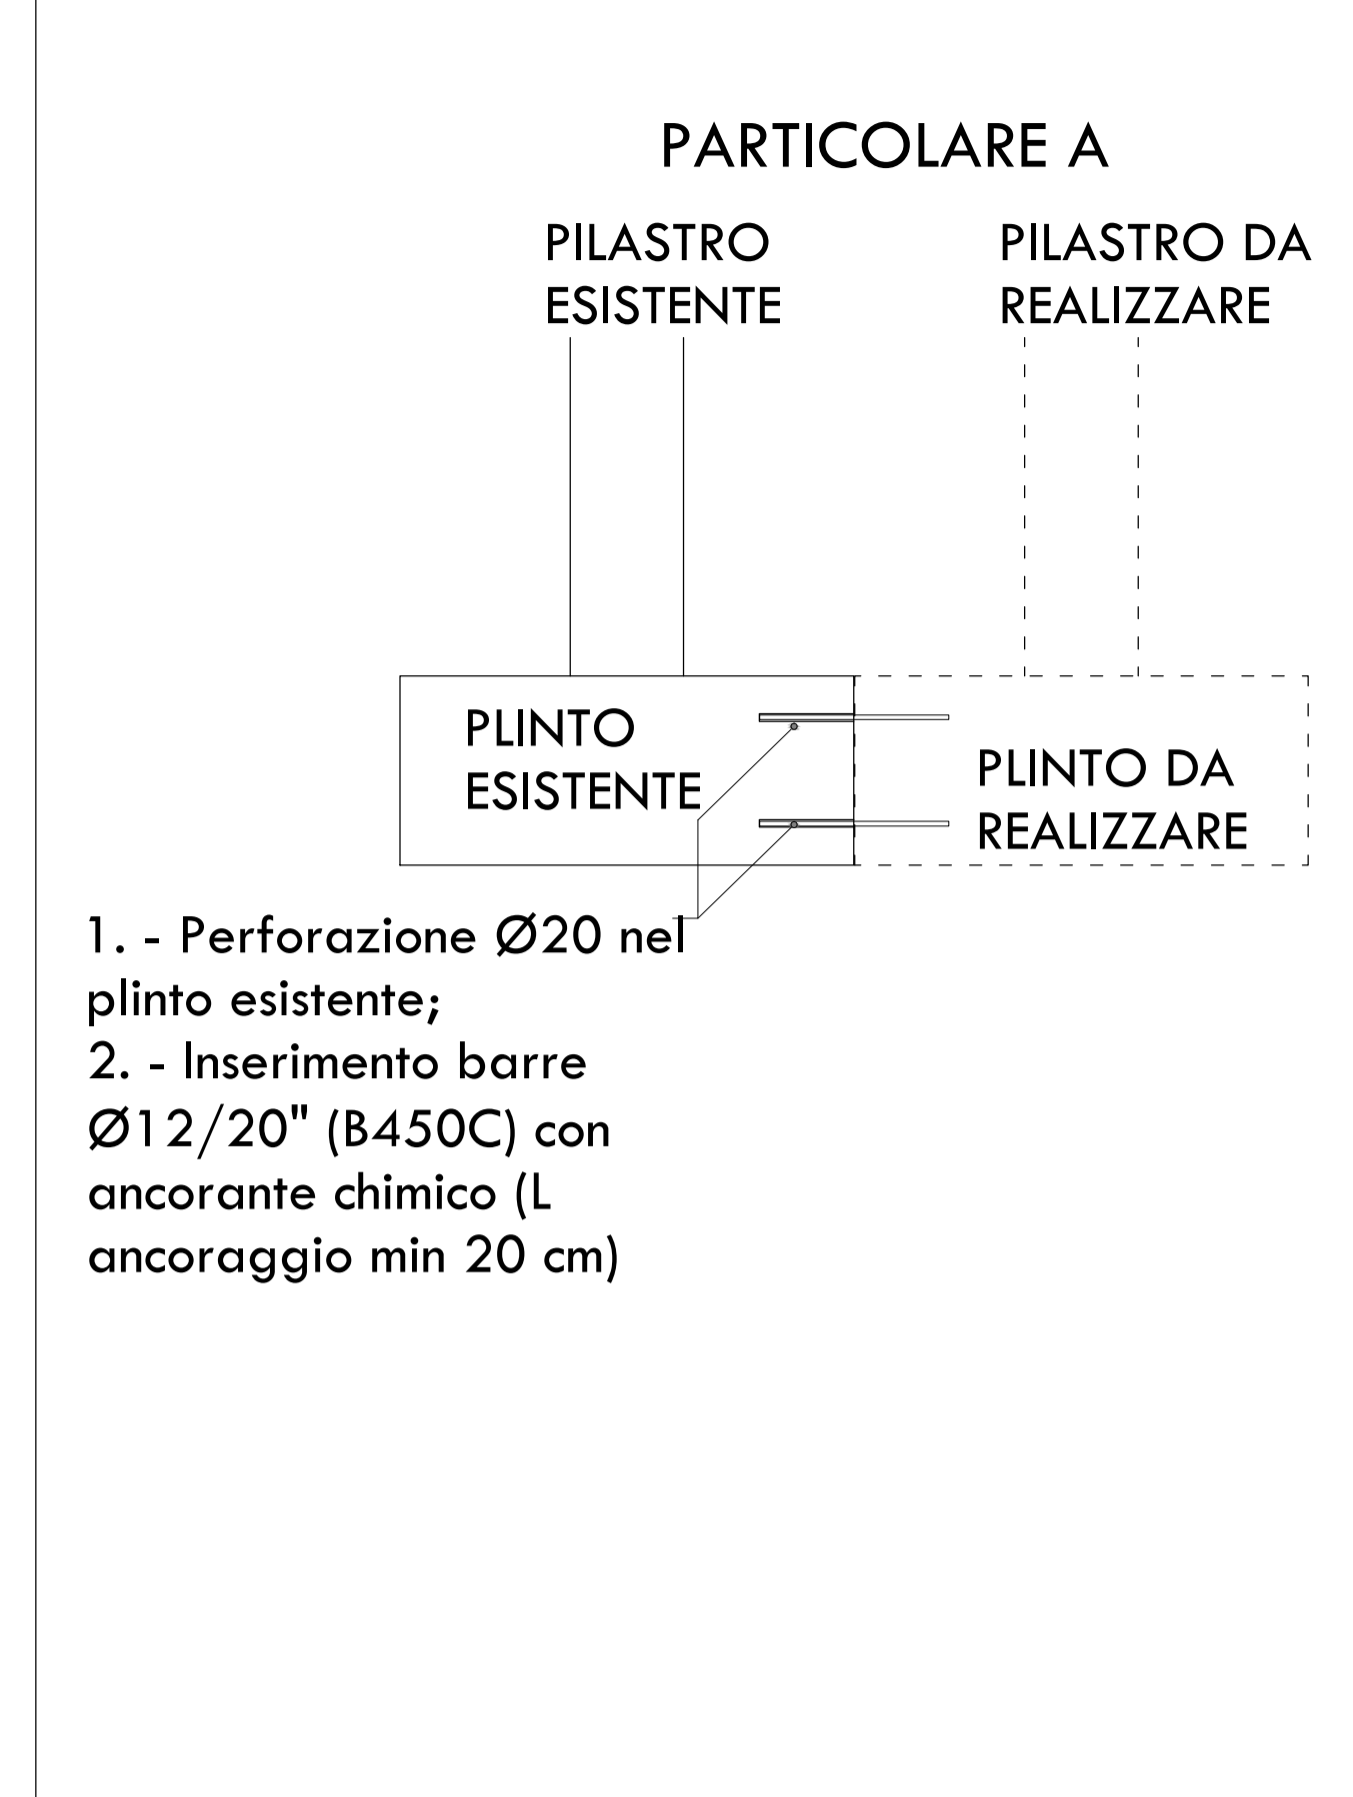 PARTICOLARE A
PILASTRO
ESISTENTE
PILASTRO DA
REALIZZARE
PLINTO
ESISTENTE
PLINTO DA
REALIZZARE
1. - Perforazione Ø20 nel
plinto esistente;
2. - Inserimento barre
Ø12/20" (B450C) con
ancorante chimico (L
ancoraggio min 20 cm)